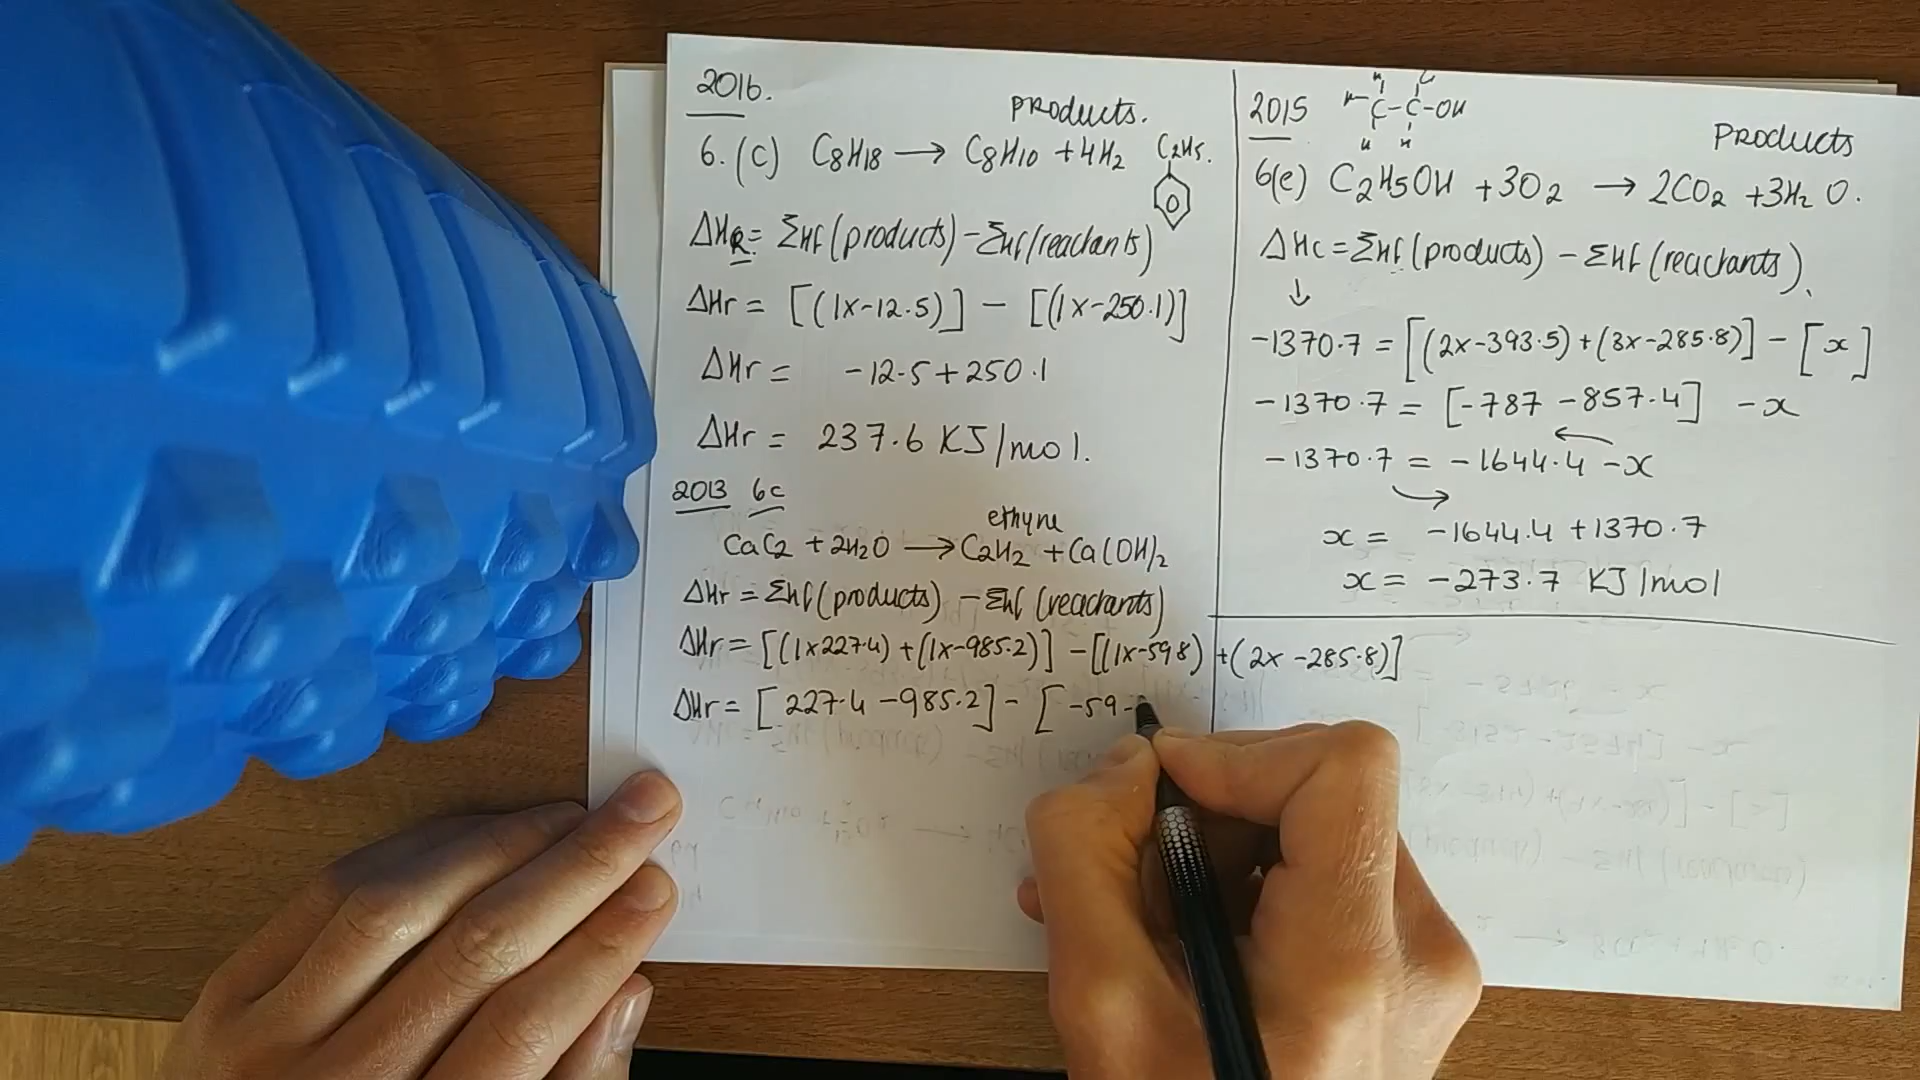 2016.
products.
6. (c) C8H18 → C8H10 + 4H2 C2H5.
ΔHR = ΣHf (products) - ΣHf (reactants)
ΔHr = [(1x-12.5)] - [(1x-250.1)]
ΔHr = -12.5 + 250.1
ΔHr = 237.6 KJ/mol.
2013 6c
ethyne
CaC2 + 2H2O → C2H2 + Ca(OH)2
ΔHr = ΣHf (products) - ΣHf (reactants)
ΔHr = [(1x227.4) + (1x-985.2)] - [(1x-59.8) + (2x -285.8)]
ΔHr = [227.4 - 985.2] - [-59.
2015
C-C-OH
H
H
Products
6(e) C2H5OH + 3O2 → 2CO2 + 3H2O.
ΔHc = ΣHf (products) - ΣHf (reactants)
-1370.7 = [(2x-393.5) + (3x-285.8)] - [x]
-1370.7 = [-787 - 857.4] - x
-1370.7 = -1644.4 - x
x = -1644.4 + 1370.7
x = -273.7 KJ/mol